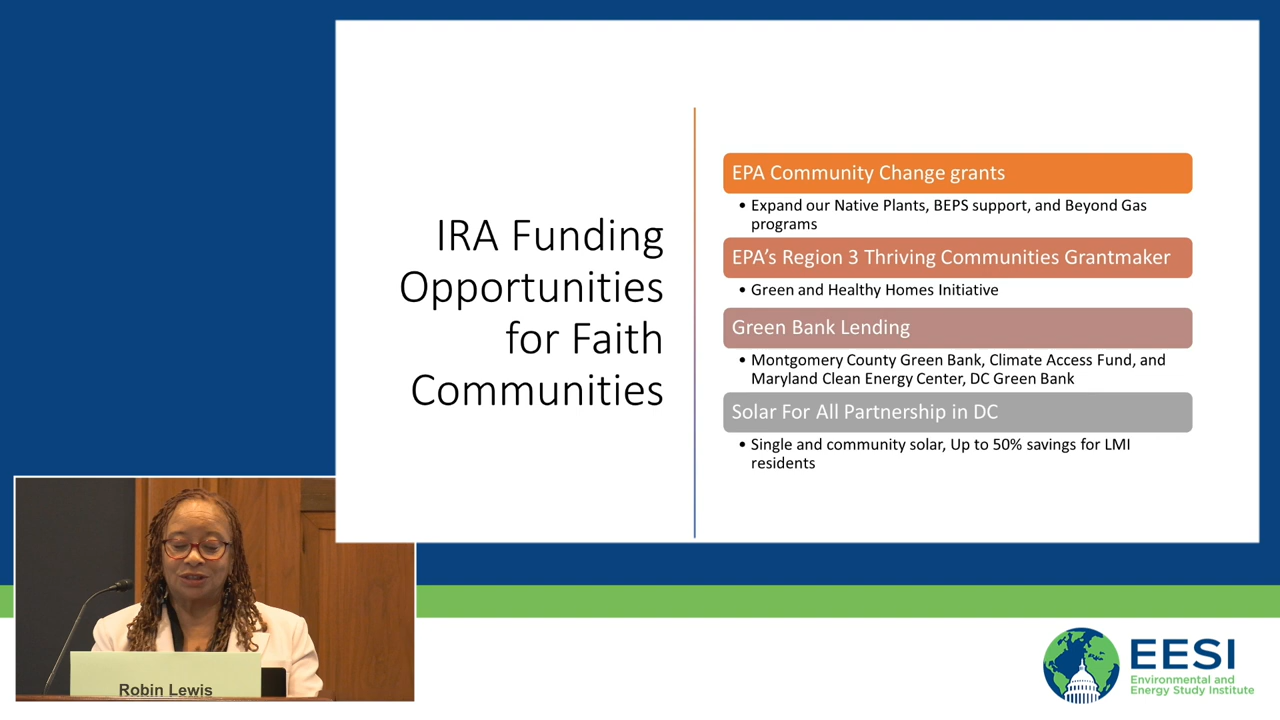 IRA Funding
Opportunities
for Faith
Communities
EPA Community Change grants
• Expand our Native Plants, BEPS support, and Beyond Gas
programs
EPA's Region 3 Thriving Communities Grantmaker
• Green and Healthy Homes Initiative
Green Bank Lending
• Montgomery County Green Bank, Climate Access Fund, and
Maryland Clean Energy Center, DC Green Bank
Solar For All Partnership in DC
• Single and community solar, Up to 50% savings for LMI
residents
Robin Lewis
EESI
Environmental and
Energy Study Institute